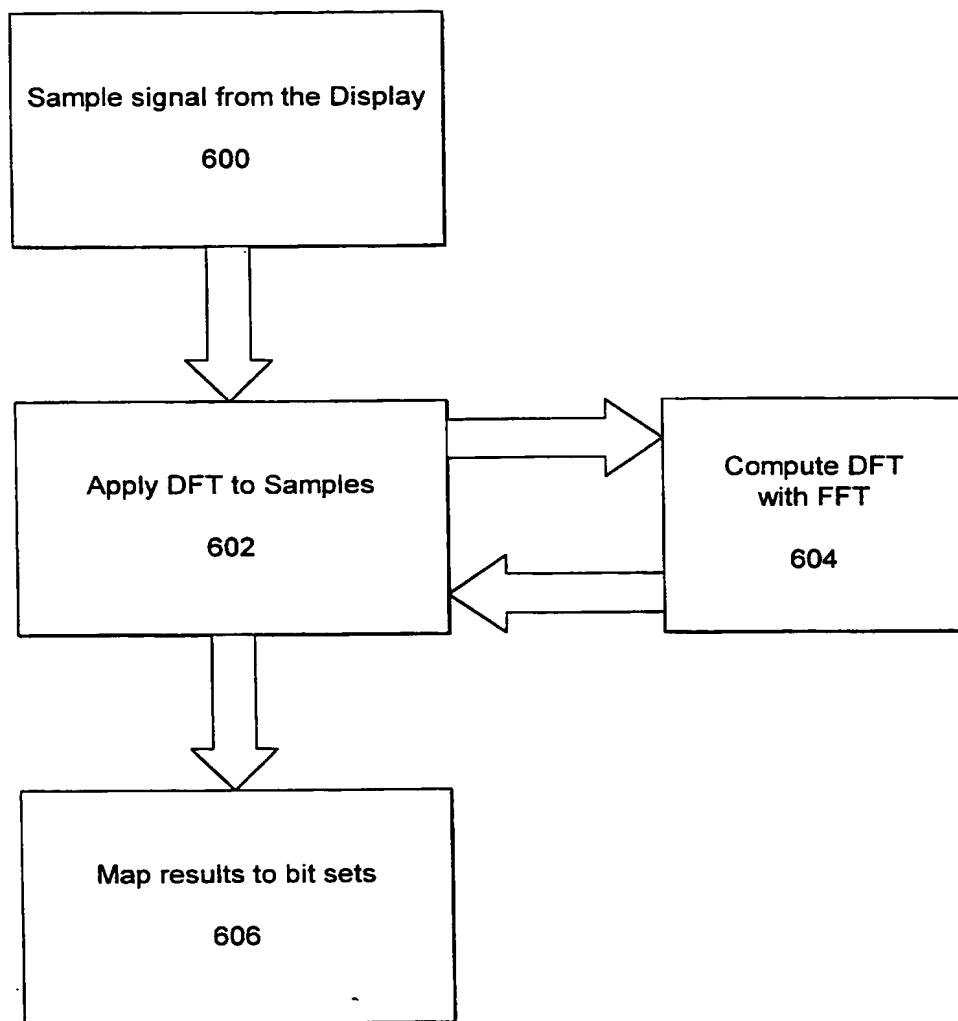 Sample signal from the Display
600
Apply DFT to Samples
602
Compute DFT
with FFT
604
Map results to bit sets
606